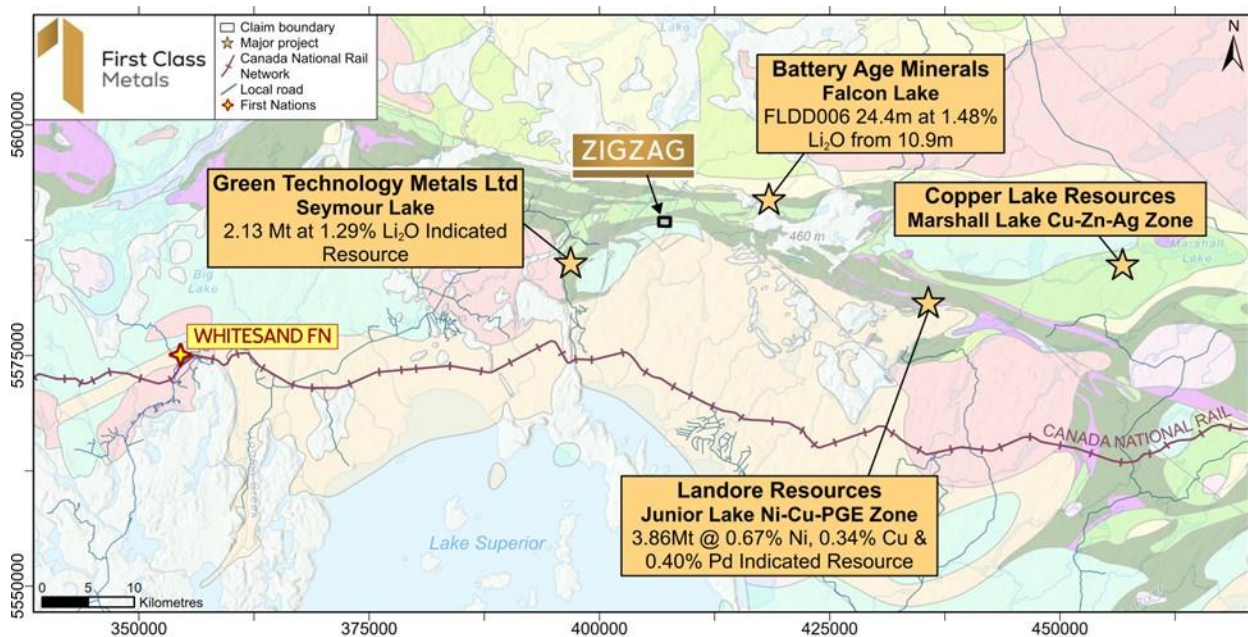 First Class
Metals
Claim boundary
Major project
Canada National Rail
Network
Local road
First Nations
N
Lake
Battery Age Minerals
Falcon Lake
FLDD006 24.4m at 1.48%
Li₂O from 10.9m
ZIGZAG
Green Technology Metals Ltd
Seymour Lake
2.13 Mt at 1.29% Li₂O Indicated
Resource
Copper Lake Resources
Marshall Lake Cu-Zn-Ag Zone
460 m
Marshall
Lake
Big
Lake
WHITESAND FN
CANADA NATIONAL RAIL
Landore Resources
Junior Lake Ni-Cu-PGE Zone
3.86Mt @ 0.67% Ni, 0.34% Cu &
0.40% Pd Indicated Resource
Lake Superior
0 5 10
Kilometres
5600000
5575000
5550000
350000 375000 400000 425000 450000